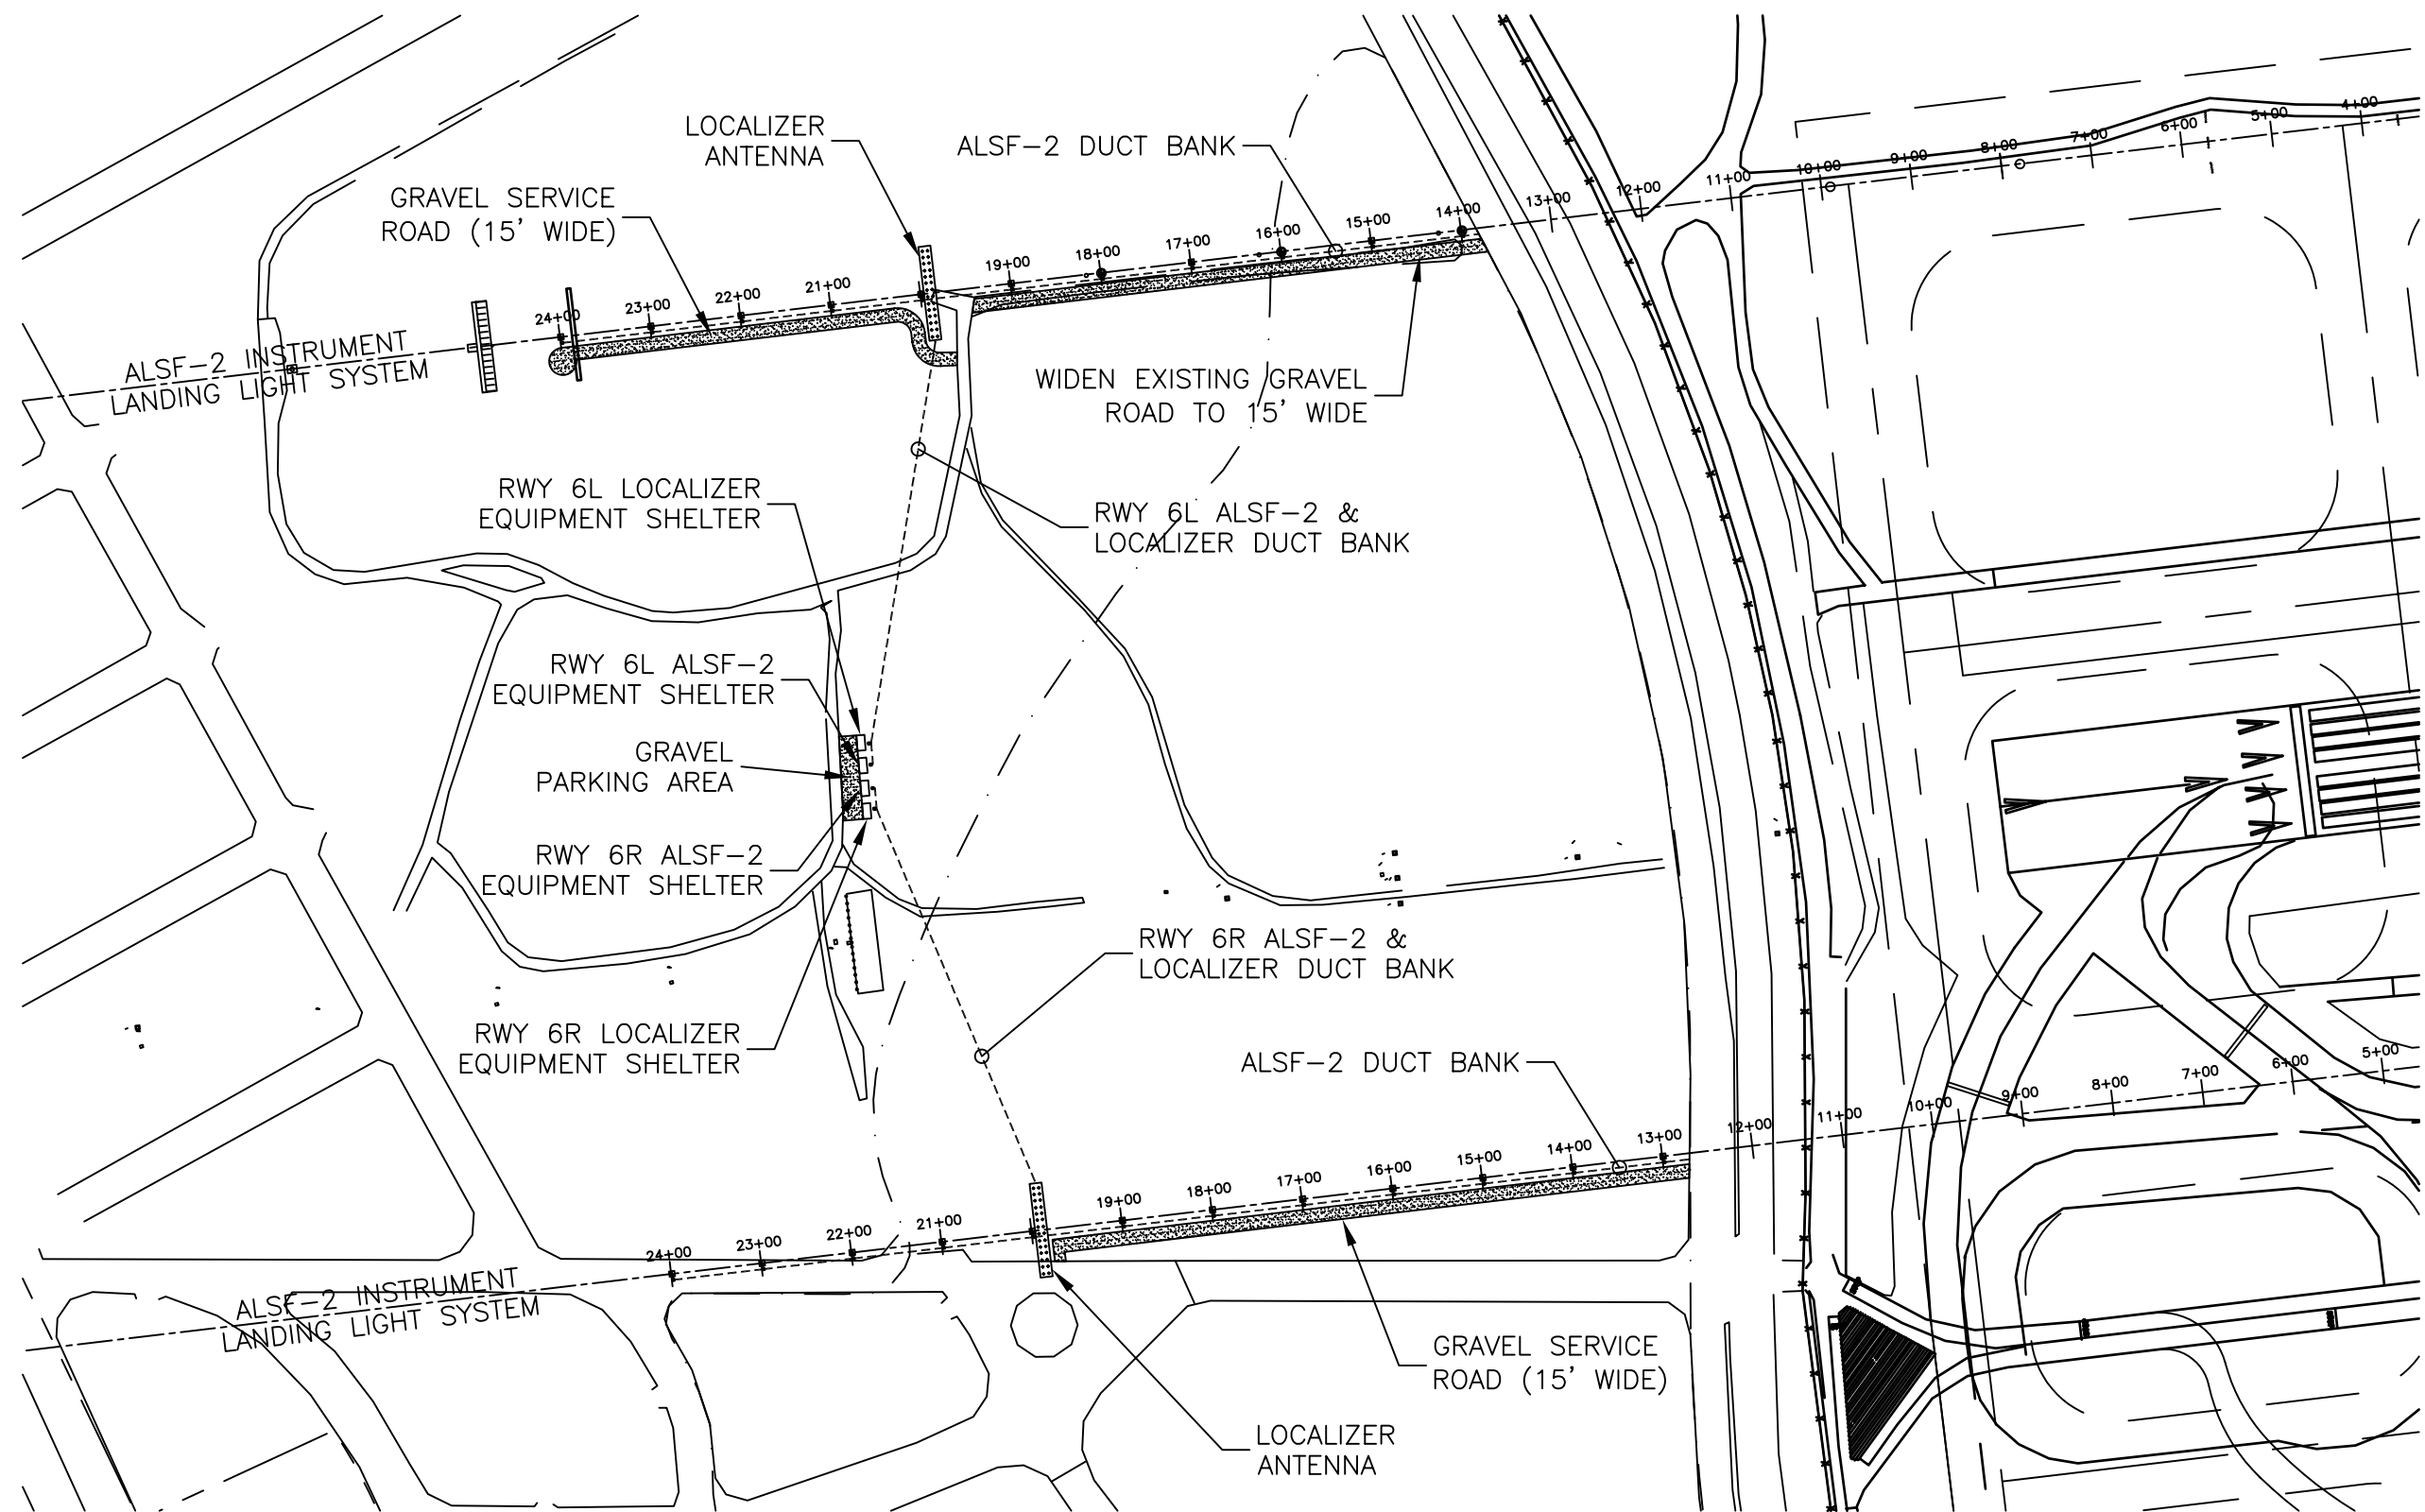 LOCALIZER
ANTENNA
ALSF-2 DUCT BANK
GRAVEL SERVICE
ROAD (15' WIDE)
4+00
5+00
6+00
7+00
8+00
9+00
10+00
11+00
12+00
13+00
14+00
15+00
16+00
17+00
18+00
19+00
21+00
22+00
23+00
24+00
ALSF-2 INSTRUMENT
LANDING LIGHT SYSTEM
WIDEN EXISTING GRAVEL
ROAD TO 15' WIDE
RWY 6L LOCALIZER
EQUIPMENT SHELTER
RWY 6L ALSF-2 &
LOCALIZER DUCT BANK
RWY 6L ALSF-2
EQUIPMENT SHELTER
GRAVEL
PARKING AREA
RWY 6R ALSF-2
EQUIPMENT SHELTER
RWY 6R ALSF-2 &
LOCALIZER DUCT BANK
RWY 6R LOCALIZER
EQUIPMENT SHELTER
ALSF-2 DUCT BANK
5+00
6+00
7+00
8+00
9+00
10+00
11+00
12+00
13+00
14+00
15+00
16+00
17+00
18+00
19+00
21+00
22+00
23+00
24+00
ALSF-2 INSTRUMENT
LANDING LIGHT SYSTEM
GRAVEL SERVICE
ROAD (15' WIDE)
LOCALIZER
ANTENNA